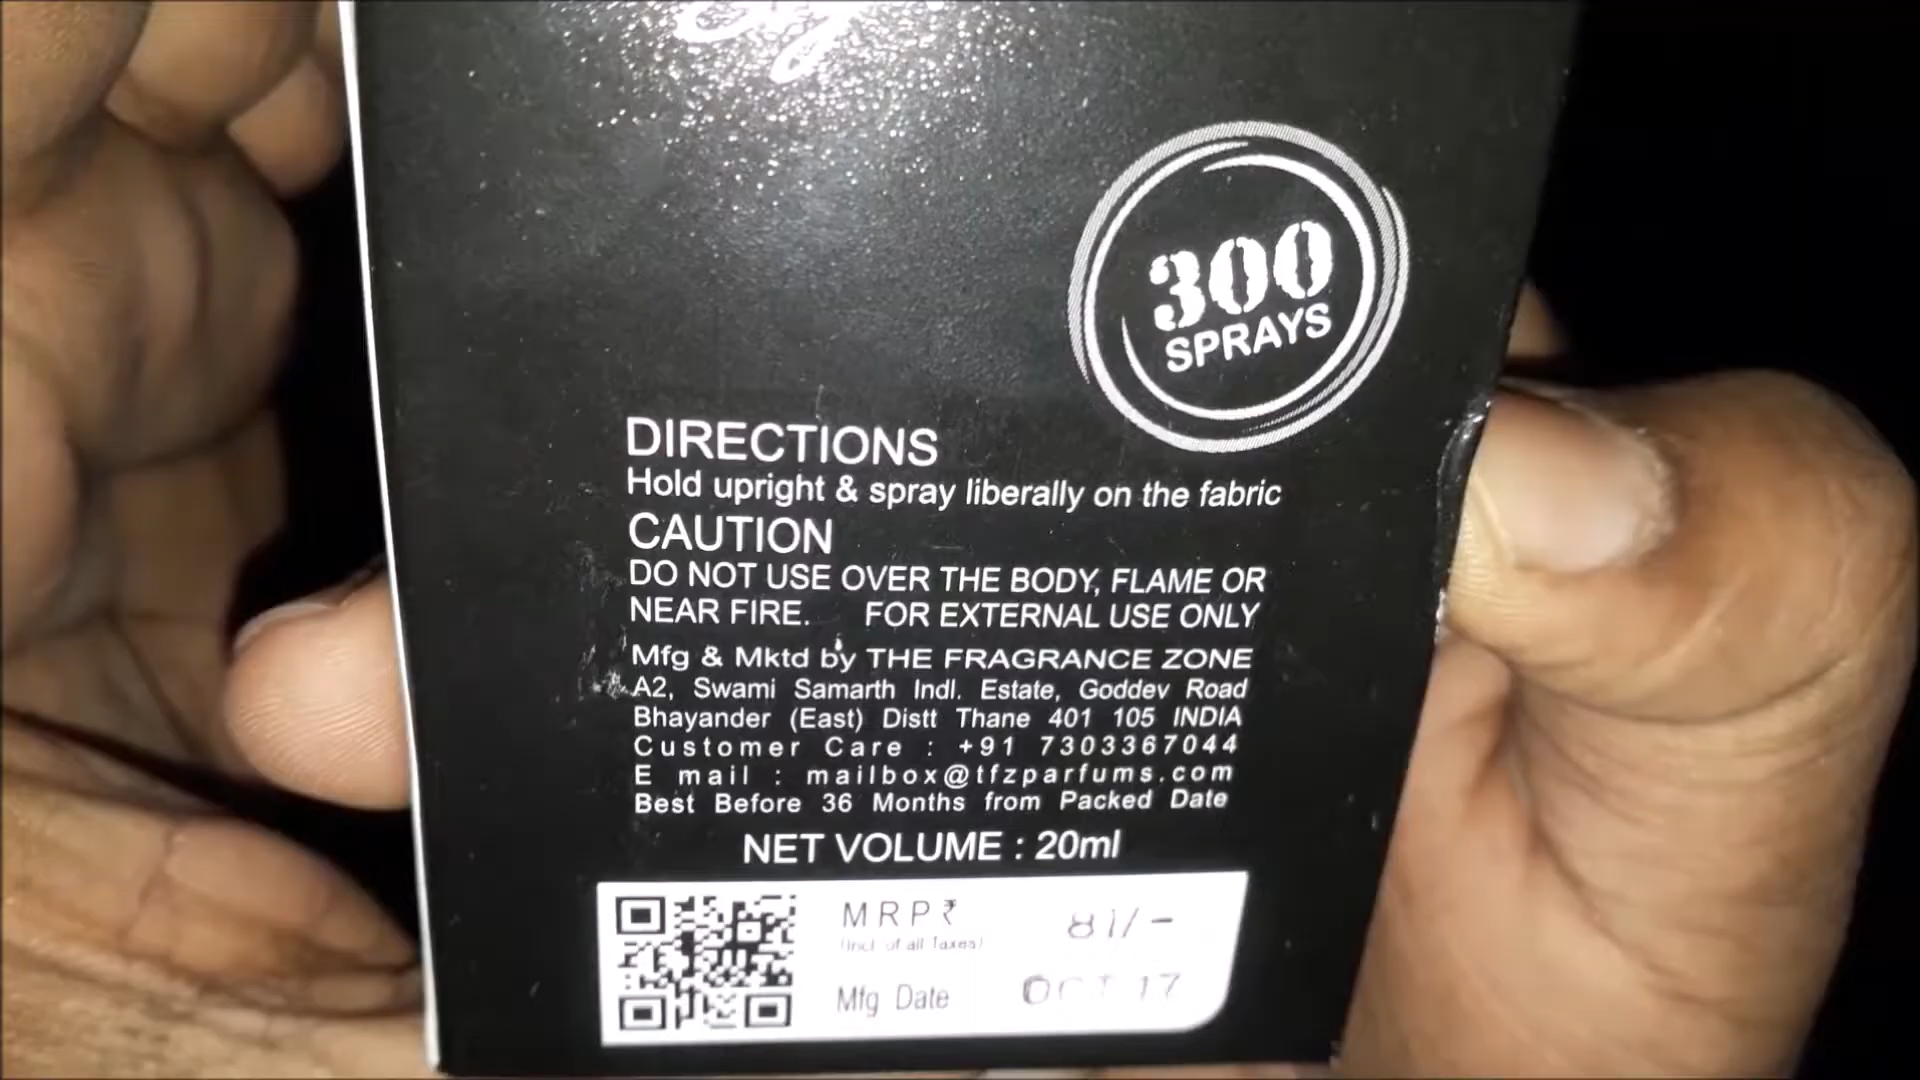 300
SPRAYS
DIRECTIONS
Hold upright & spray liberally on the fabric
CAUTION
DO NOT USE OVER THE BODY, FLAME OR
NEAR FIRE. FOR EXTERNAL USE ONLY
Mfg & Mktd by THE FRAGRANCE ZONE
A2, Swami Samarth Indl. Estate, Goddev Road
Bhayander (East) Distt Thane 401 105 INDIA
Customer Care : +91 7303367044
E mail : mailbox@tfzparfums.com
Best Before 36 Months from Packed Date
NET VOLUME : 20ml
MRP ₹ 81/-
(Incl. of all Taxes)
Mfg Date OCT 17